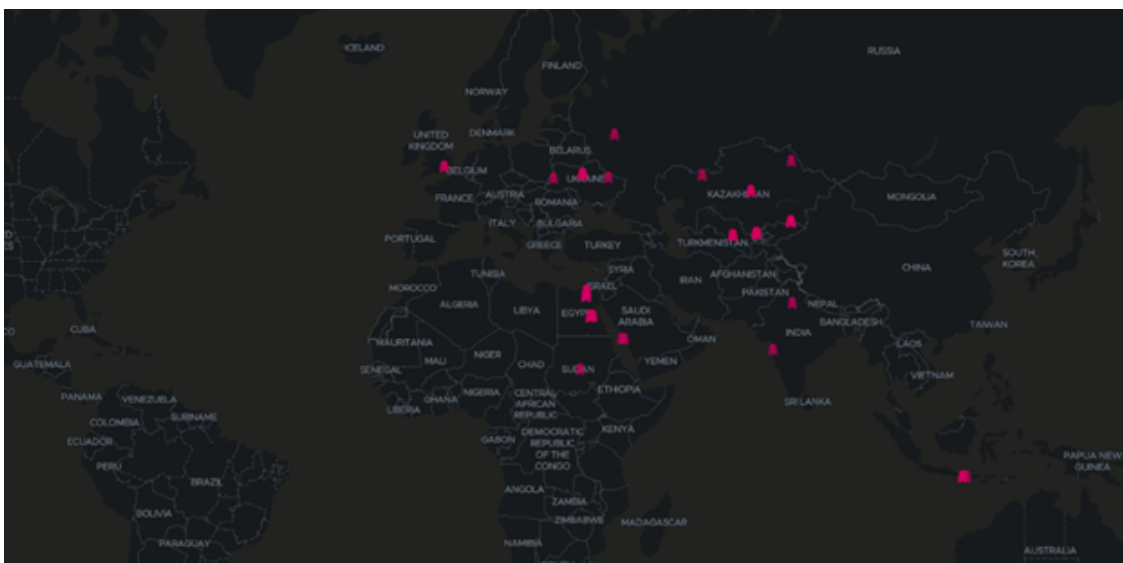 ICELAND
RUSSIA
FINLAND
NORWAY
UNITED
KINGDOM
DENMARK
BELARUS
BELGIUM
UKRAINE
FRANCE
AUSTRIA
ROMANIA
KAZAKHSTAN
MONGOLIA
ITALY
BULGARIA
PORTUGAL
GREECE
TURKEY
TURKMENISTAN
SOUTH
KOREA
CHINA
TUNISIA
SYRIA
MOROCCO
ISRAEL
IRAN
AFGHANISTAN
ALGERIA
LIBYA
EGYPT
SAUDI
ARABIA
PAKISTAN
NEPAL
CUBA
INDIA
BANGLADESH
TAIWAN
MAURITANIA
OMAN
LAOS
GUATEMALA
MALI
NIGER
CHAD
SUDAN
YEMEN
SENEGAL
VIETNAM
PANAMA
VENEZUELA
GHANA
NIGERIA
CENTRAL
AFRICAN
REPUBLIC
ETHIOPIA
SRI LANKA
COLOMBIA
SURINAME
LIBERIA
ECUADOR
GABON
DEMOCRATIC
REPUBLIC
OF THE
CONGO
KENYA
PERU
PAPUA NEW
GUINEA
BRAZIL
ANGOLA
ZAMBIA
BOLIVIA
ZIMBABWE
MADAGASCAR
PARAGUAY
NAMIBIA
AUSTRALIA